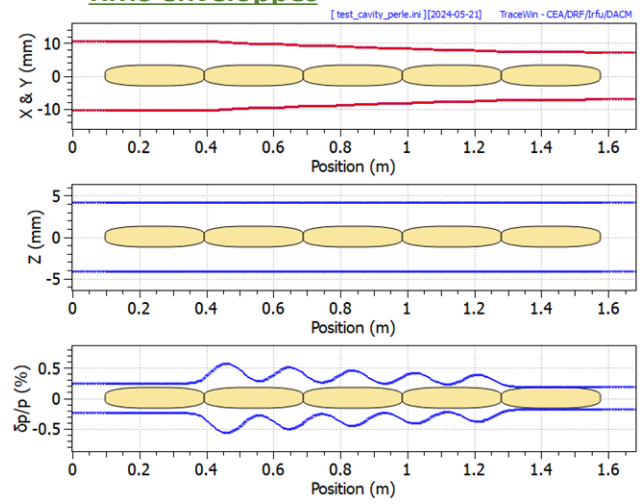 RMS enveloppes
[ test_cavity_perle.ini ][2024-05-21] TraceWin - CEA/DRF/Irfu/DACM
X & Y (mm)
10
0
-10
0 0.2 0.4 0.6 0.8 1 1.2 1.4 1.6
Position (m)
Z (mm)
5
0
-5
0 0.2 0.4 0.6 0.8 1 1.2 1.4 1.6
Position (m)
δp/p (%)
0.5
0
-0.5
0 0.2 0.4 0.6 0.8 1 1.2 1.4 1.6
Position (m)